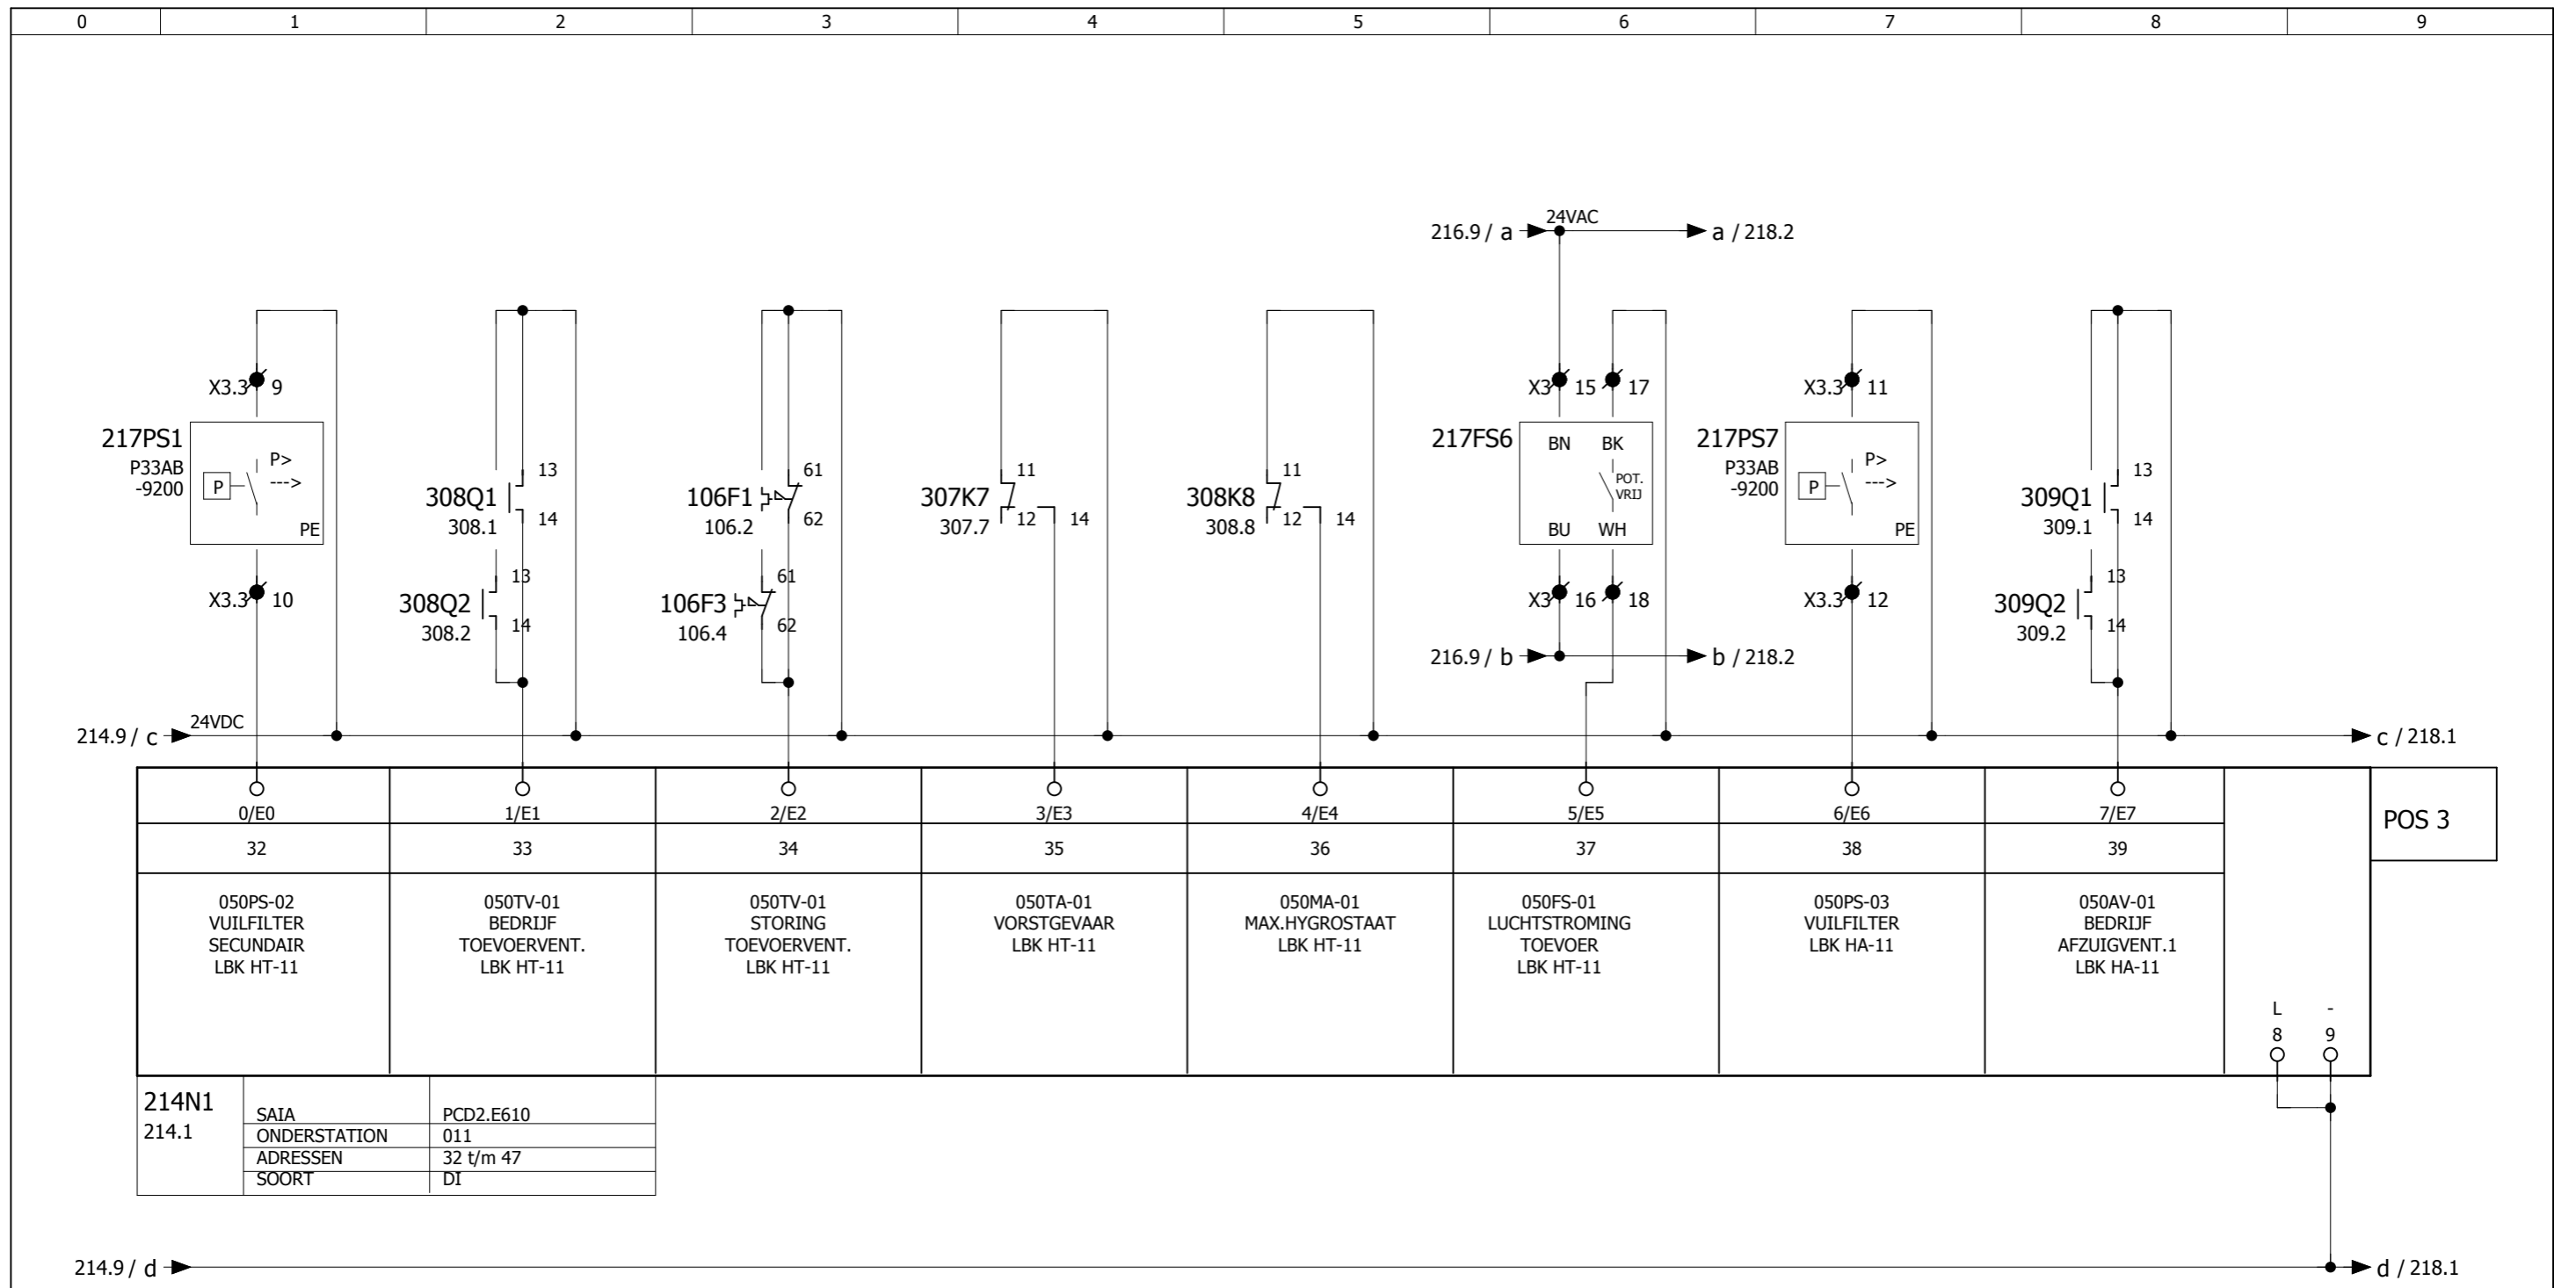 0 1 2 3 4 5 6 7 8 9
24VAC
216.9 / a a / 218.2
X3.3 9
X3 15 17
X3.3 11
217PS1
P33AB
-9200
P P>
--->
PE
308Q1 13
308.1 14
106F1 61
106.2 62
307K7 11
307.7 12 14
308K8 11
308.8 12 14
217FS6 BN BK
POT.
VRIJ
BU WH
217PS7
P33AB
-9200
P P>
--->
PE
309Q1 13
309.1 14
X3.3 10
308Q2 13
308.2 14
106F3 61
106.4 62
X3 16 18
X3.3 12
309Q2 13
309.2 14
216.9 / b b / 218.2
24VDC
214.9 / c c / 218.1
0/E0 1/E1 2/E2 3/E3 4/E4 5/E5 6/E6 7/E7
POS 3
32 33 34 35 36 37 38 39
050PS-02
VUILFILTER
SECUNDAIR
LBK HT-11
050TV-01
BEDRIJF
TOEVOERVENT.
LBK HT-11
050TV-01
STORING
TOEVOERVENT.
LBK HT-11
050TA-01
VORSTGEVAAR
LBK HT-11
050MA-01
MAX.HYGROSTAAT
LBK HT-11
050FS-01
LUCHTSTROMING
TOEVOER
LBK HT-11
050PS-03
VUILFILTER
LBK HA-11
050AV-01
BEDRIJF
AFZUIGVENT.1
LBK HA-11
L -
8 9
214N1
214.1
SAIA PCD2.E610
ONDERSTATION 011
ADRESSEN 32 t/m 47
SOORT DI
214.9 / d d / 218.1